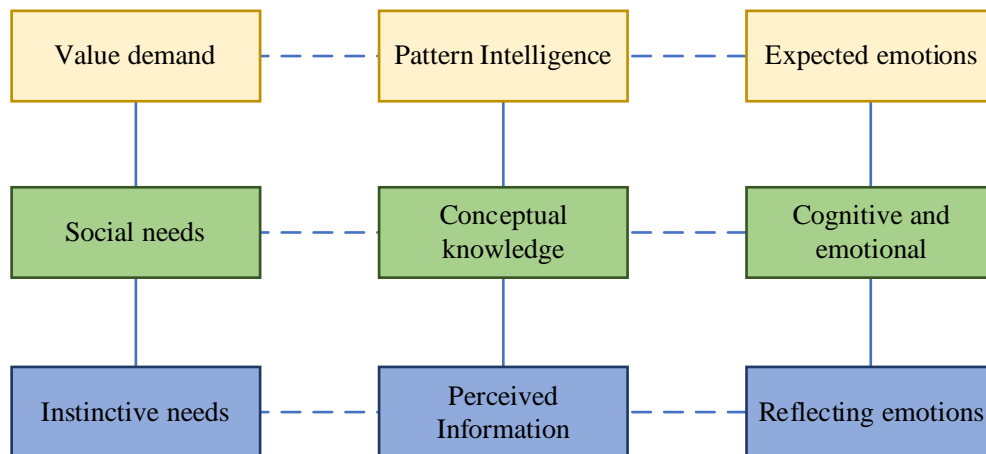 Value demand
Pattern Intelligence
Expected emotions
Social needs
Conceptual
knowledge
Cognitive and
emotional
Instinctive needs
Perceived
Information
Reflecting emotions